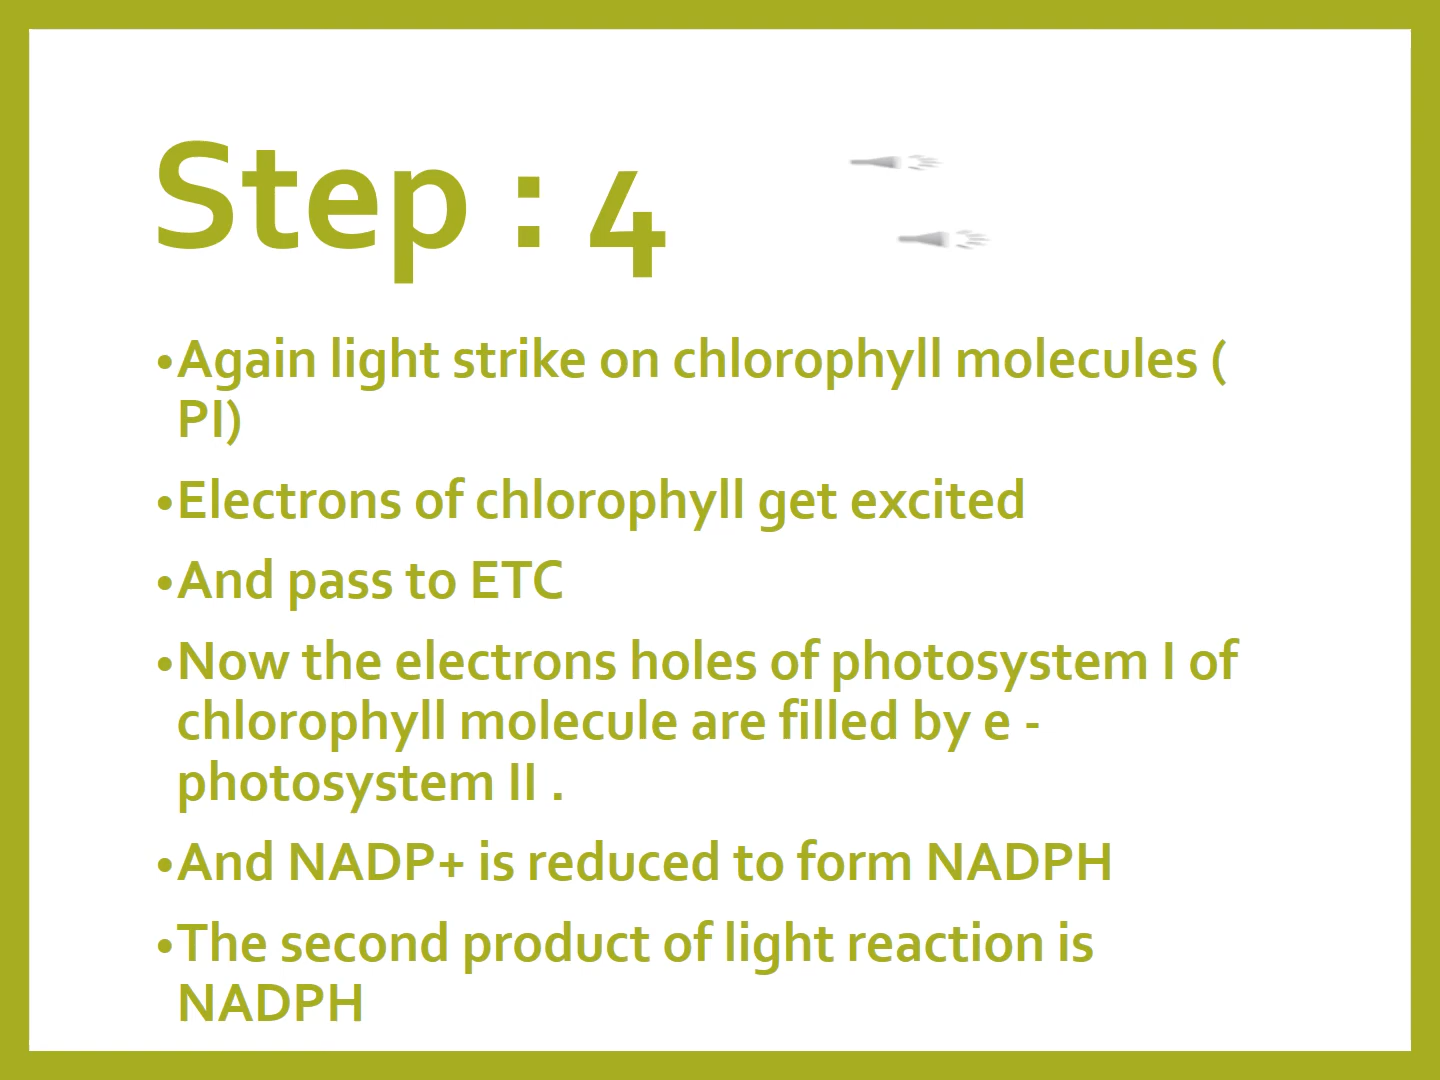 Step : 4
•Again light strike on chlorophyll molecules (
PI)
•Electrons of chlorophyll get excited
•And pass to ETC
•Now the electrons holes of photosystem I of
chlorophyll molecule are filled by e -
photosystem II .
•And NADP+ is reduced to form NADPH
•The second product of light reaction is
NADPH